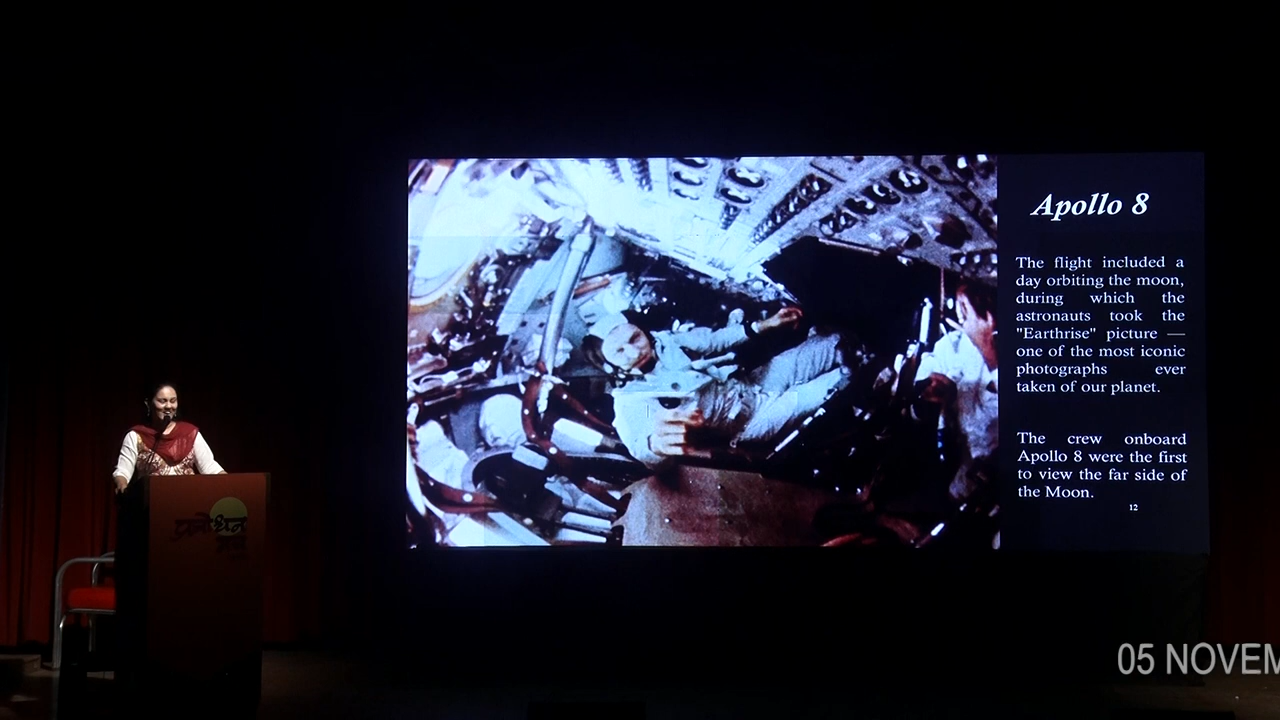 Apollo 8
The flight included a
day orbiting the moon,
during which the
astronauts took the
"Earthrise" picture —
one of the most iconic
photographs ever
taken of our planet.
The crew onboard
Apollo 8 were the first
to view the far side of
the Moon.
12
प्रबोधन
05 NOVEM